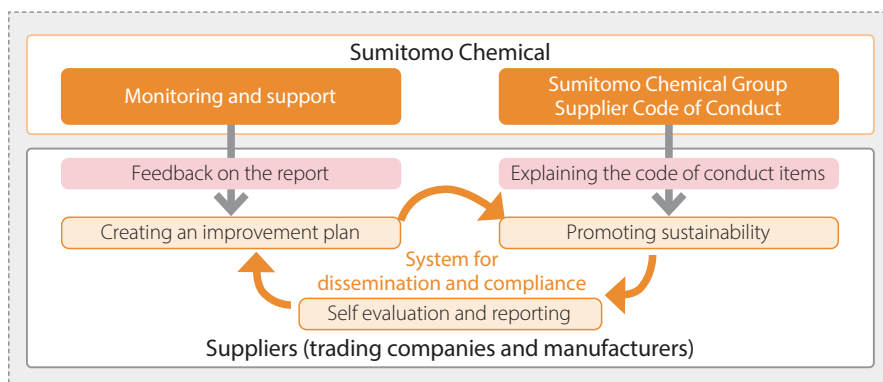 Sumitomo Chemical
Monitoring and support
Sumitomo Chemical Group
Supplier Code of Conduct
Feedback on the report
Explaining the code of conduct items
Creating an improvement plan
Promoting sustainability
System for
dissemination and compliance
Self evaluation and reporting
Suppliers (trading companies and manufacturers)